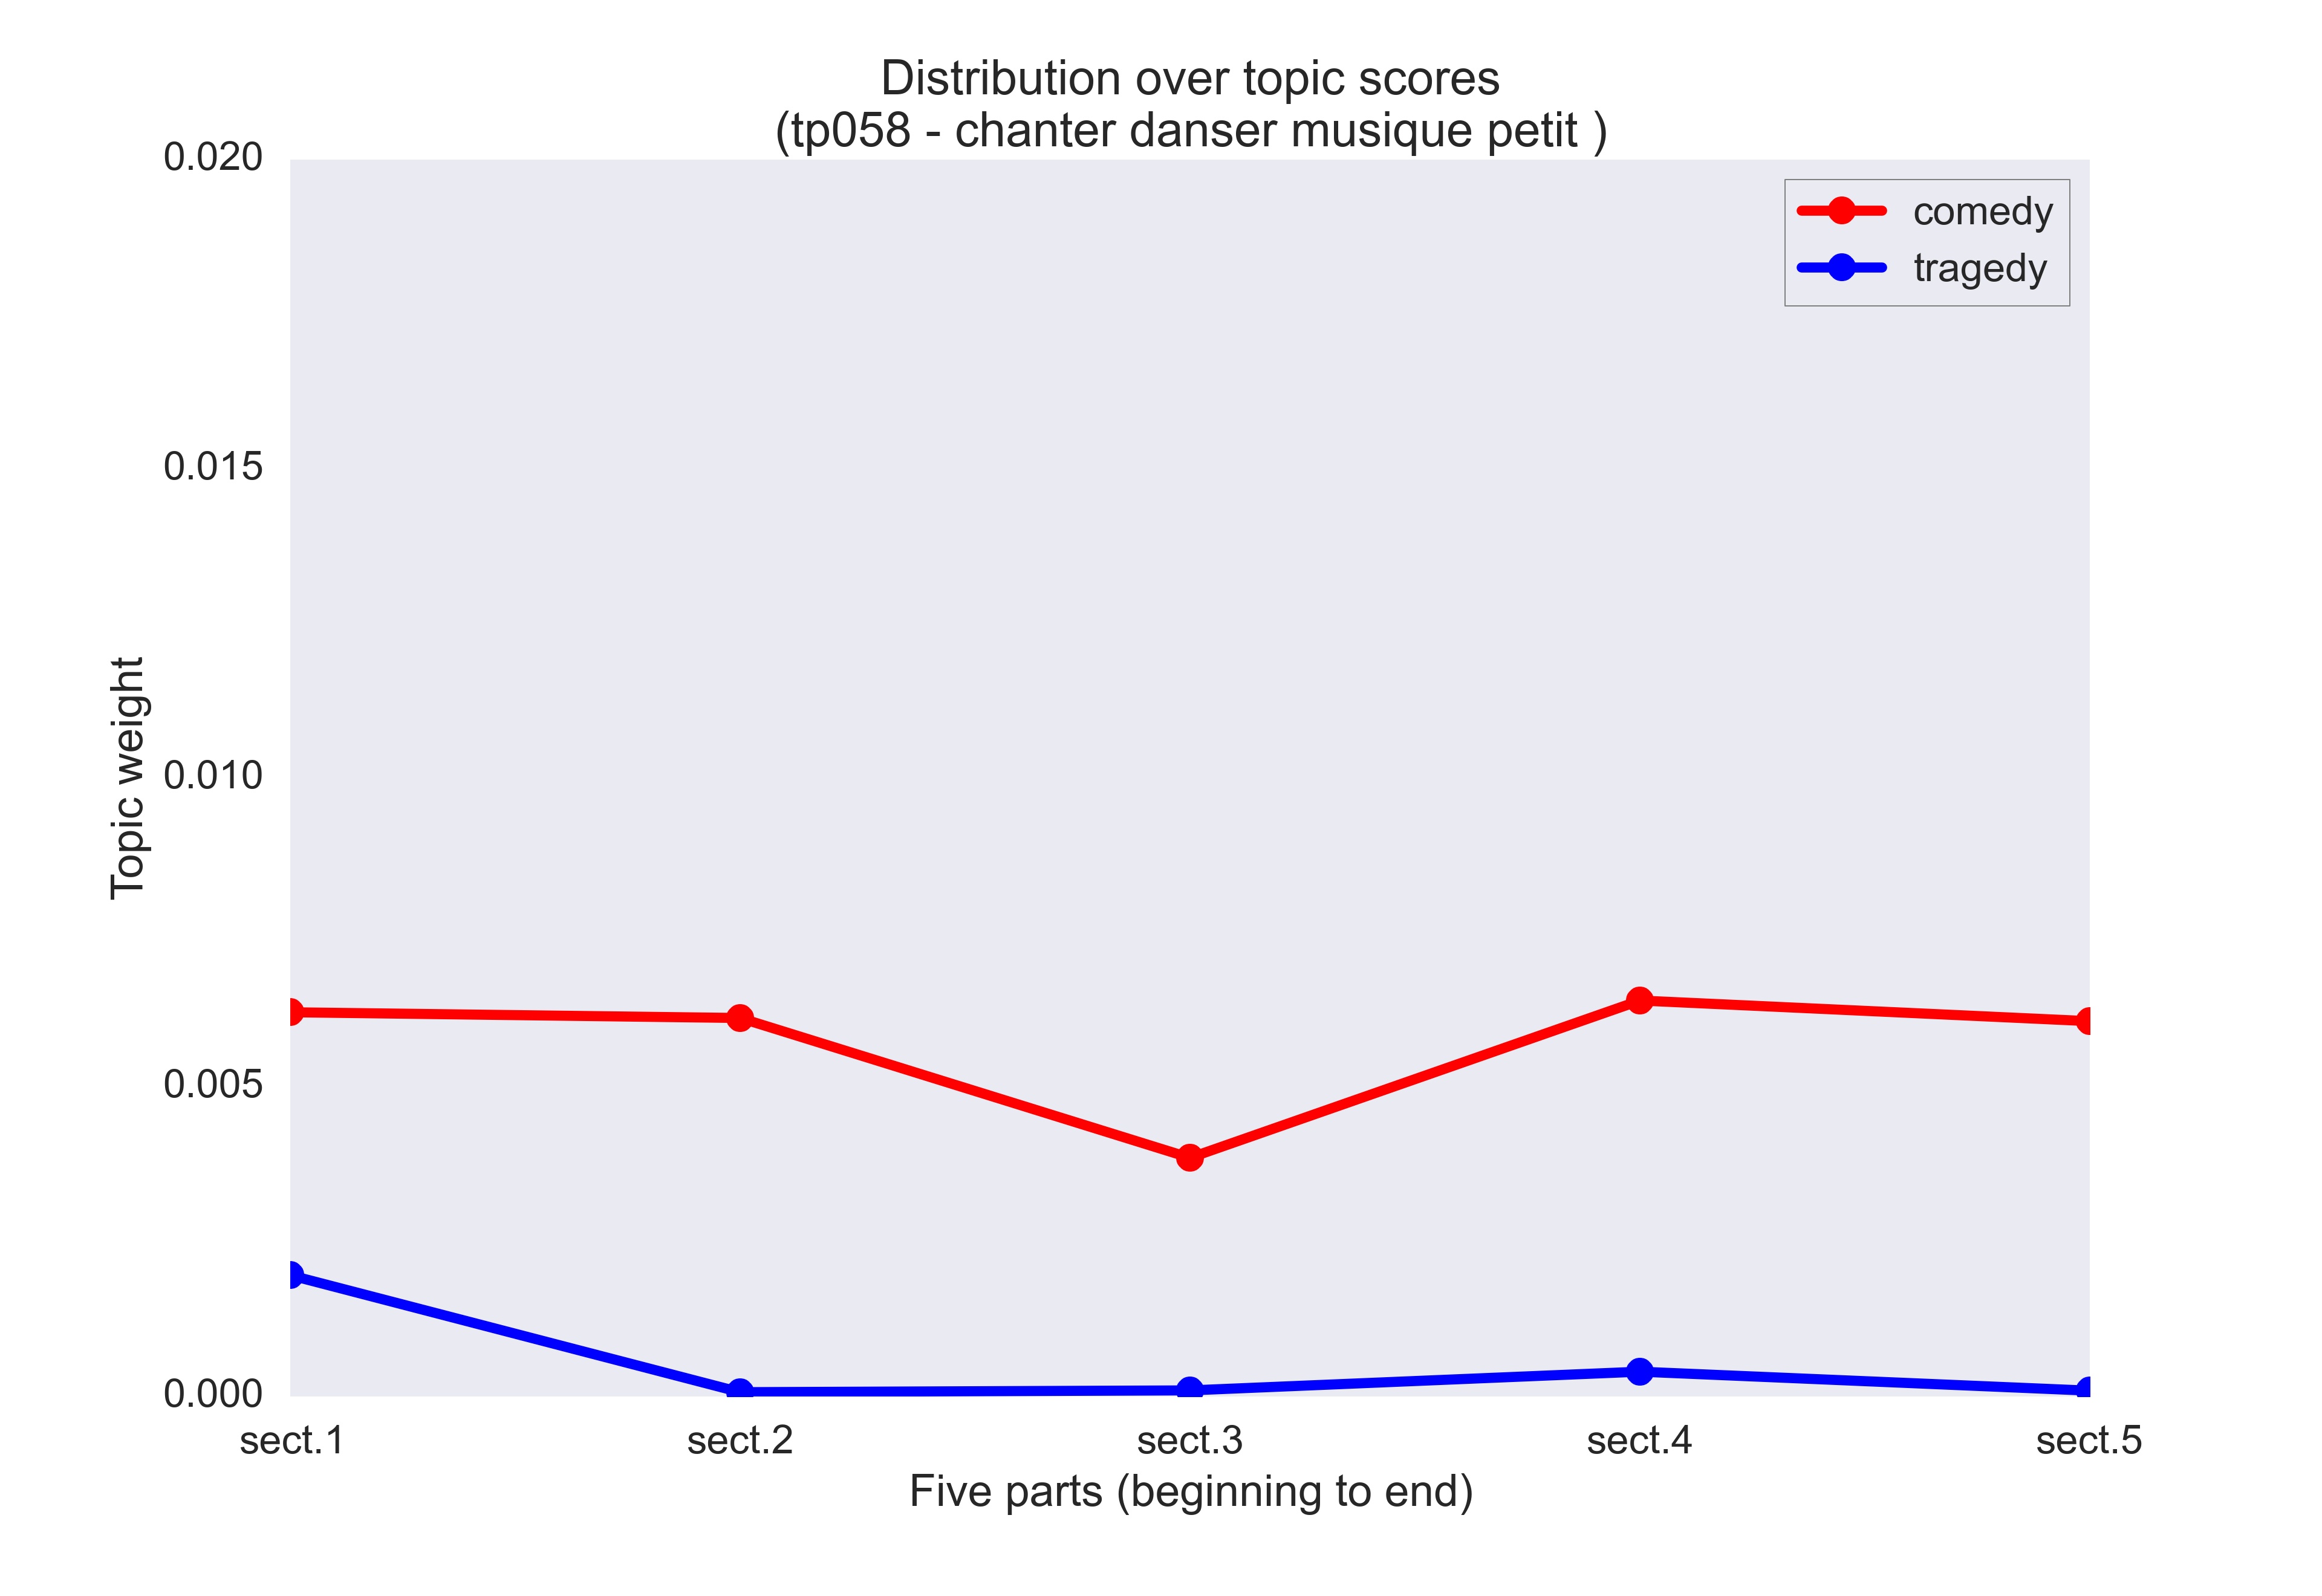 Distribution over topic scores
(tp058 - chanter danser musique petit )
comedy
tragedy
0.020
0.015
0.010
0.005
0.000
Topic weight
sect.1
sect.2
sect.3
sect.4
sect.5
Five parts (beginning to end)